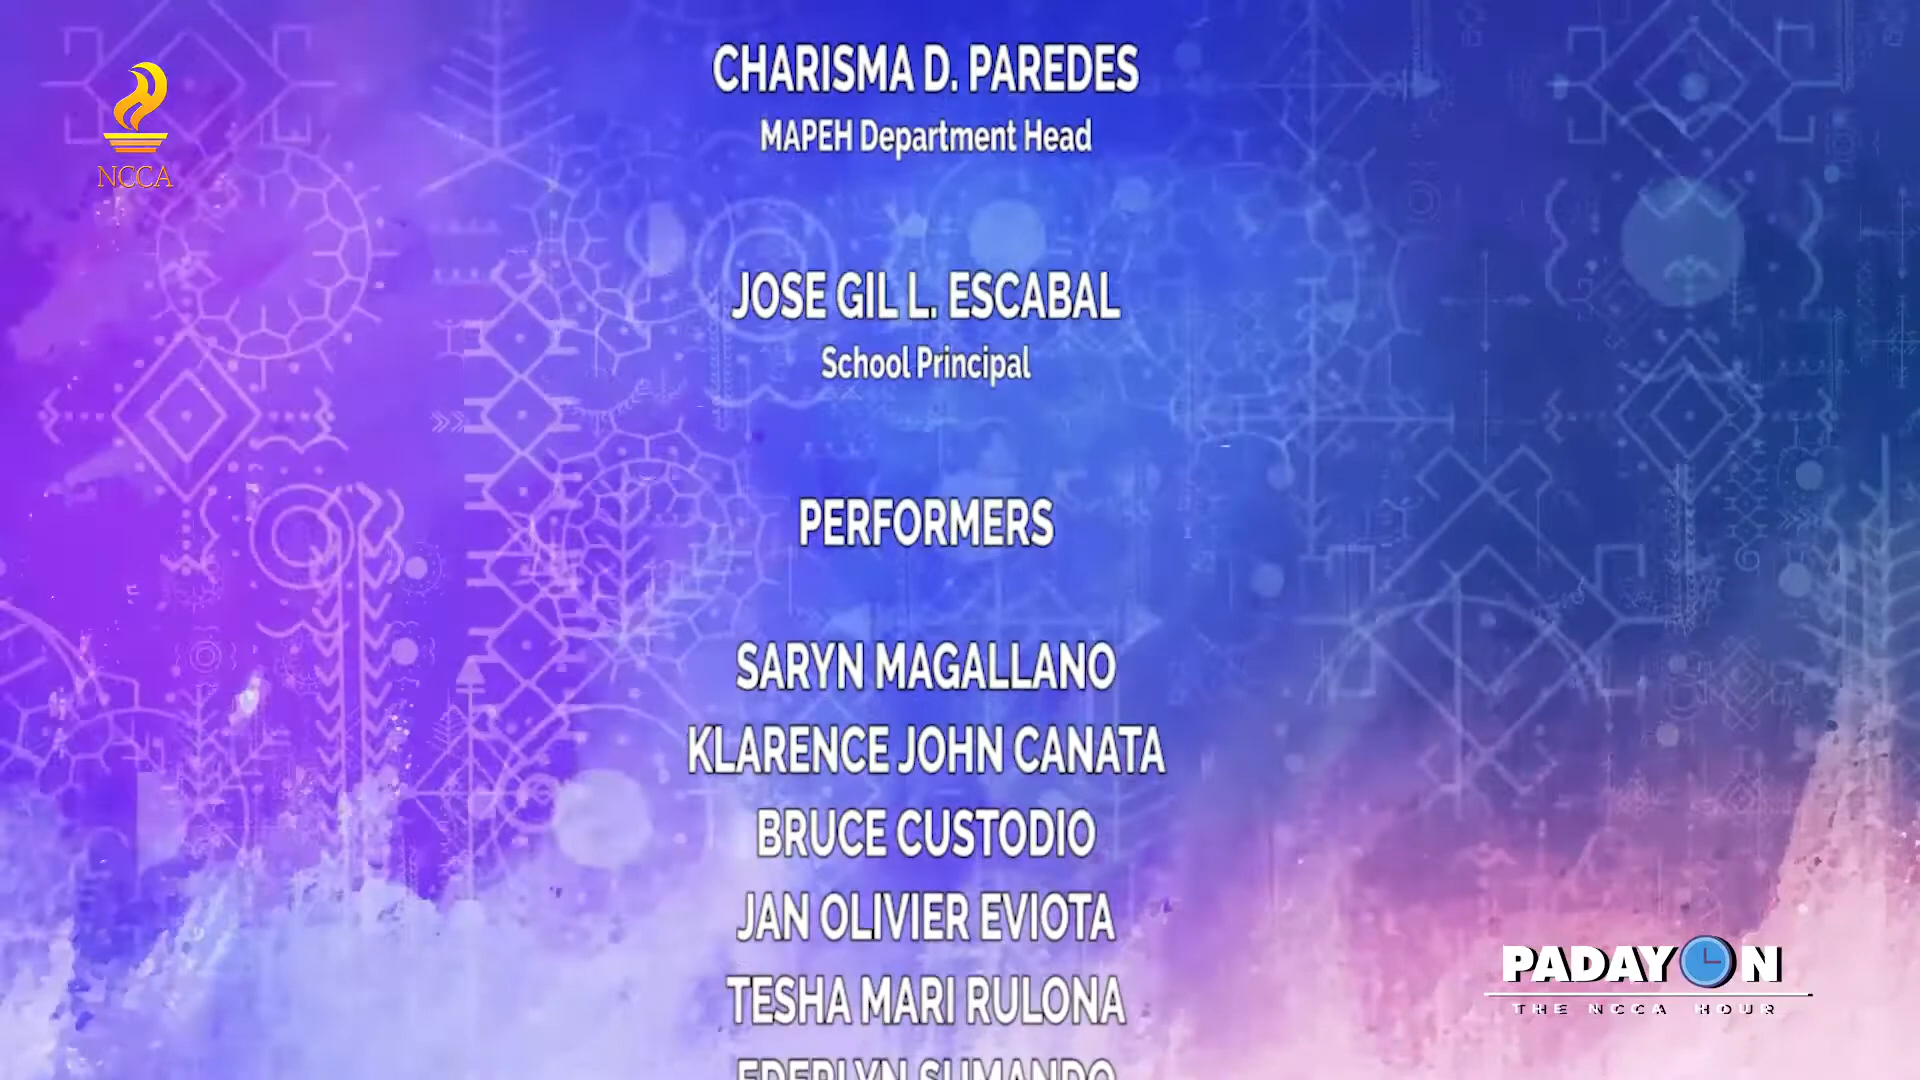 CHARISMA D. PAREDES
MAPEH Department Head
NCCA
JOSE GIL L. ESCABAL
School Principal
PERFORMERS
SARYN MAGALLANO
KLARENCE JOHN CANATA
BRUCE CUSTODIO
JAN OLIVIER EVIOTA
TESHA MARI RULONA
PADAYON
THE NCCA HOUR